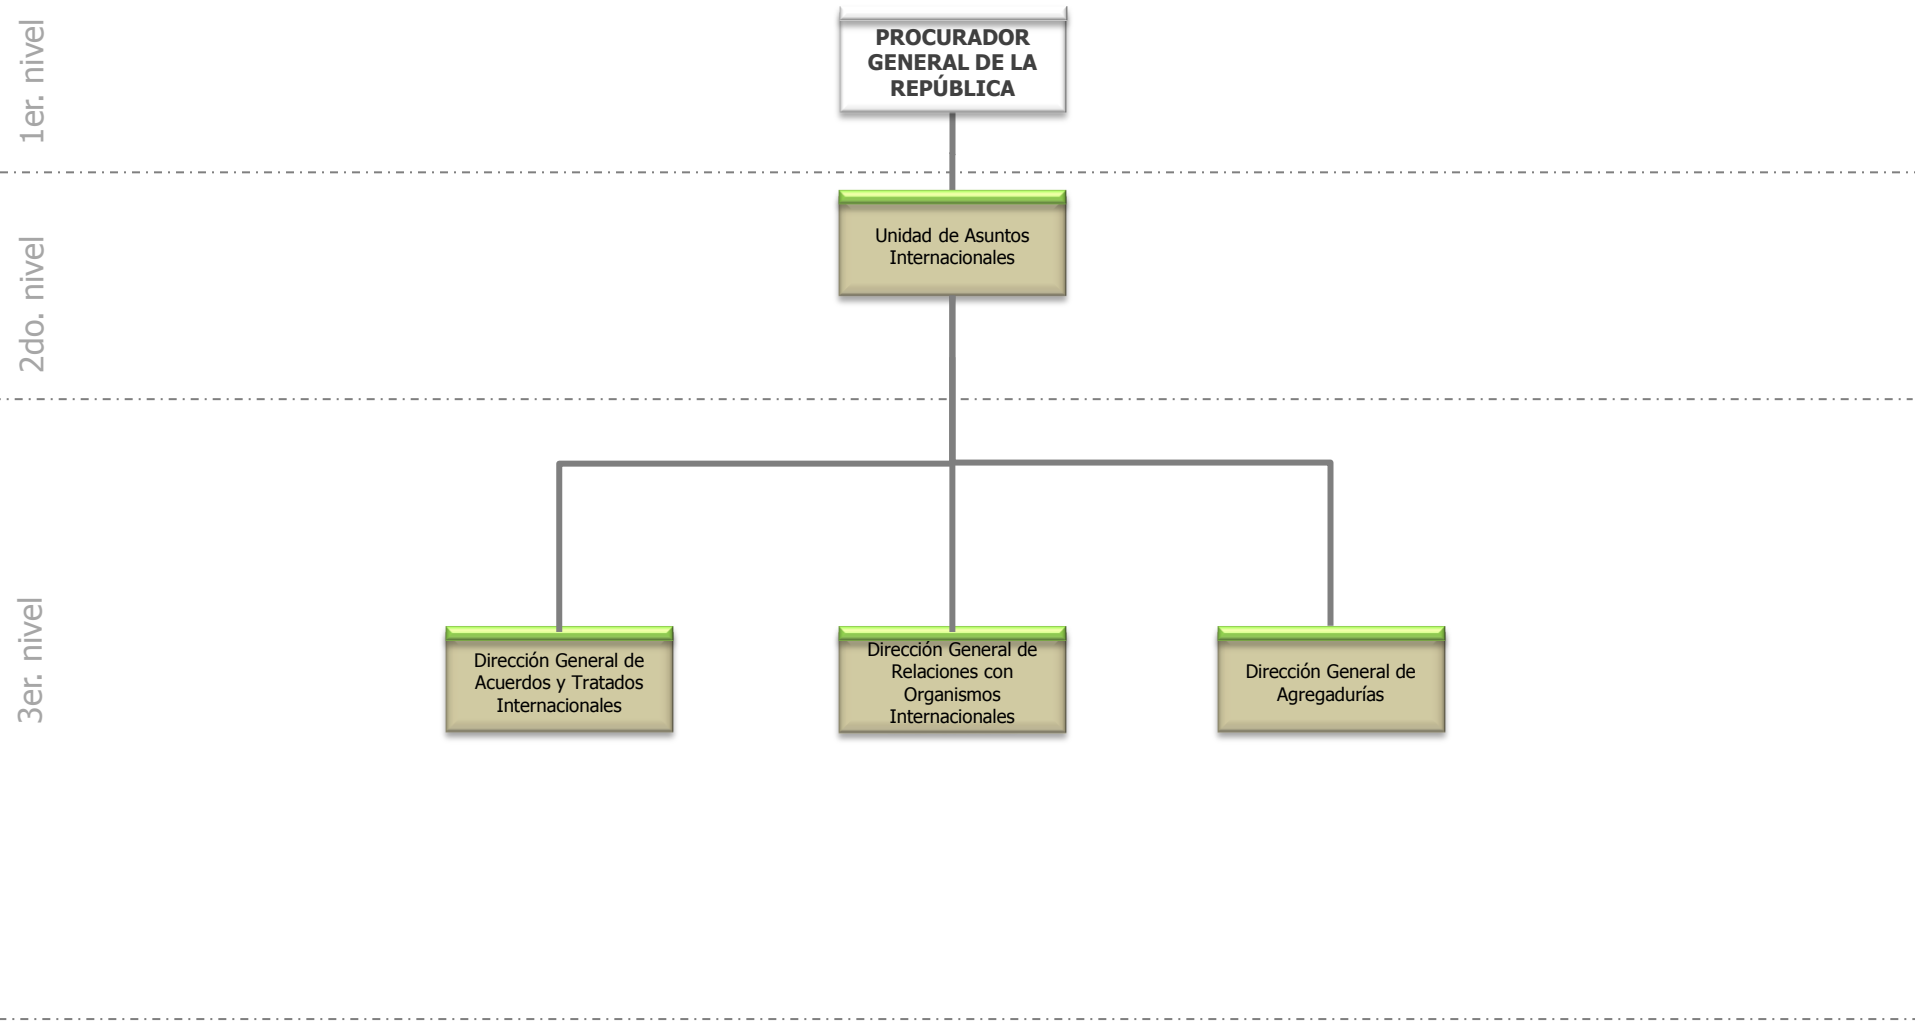 1er. nivel
PROCURADOR
GENERAL DE LA
REPÚBLICA
2do. nivel
Unidad de Asuntos
Internacionales
3er. nivel
Dirección General de
Acuerdos y Tratados
Internacionales
Dirección General de
Relaciones con
Organismos
Internacionales
Dirección General de
Agregadurías